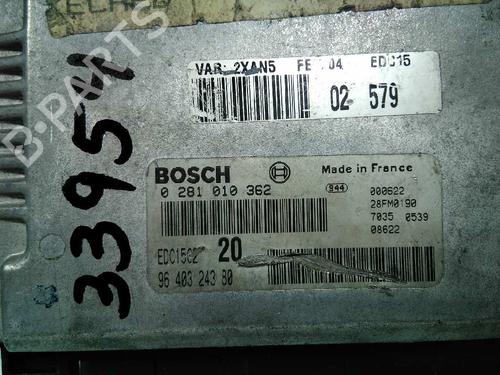 B-PARTS
VAR: 2XAN5 FE 04 EDC15
02 579
BOSCH
Made in France
0 281 010 362
944
000622
28FM0190
7035 0539
08622
EDC15C2 20
96 403 243 80